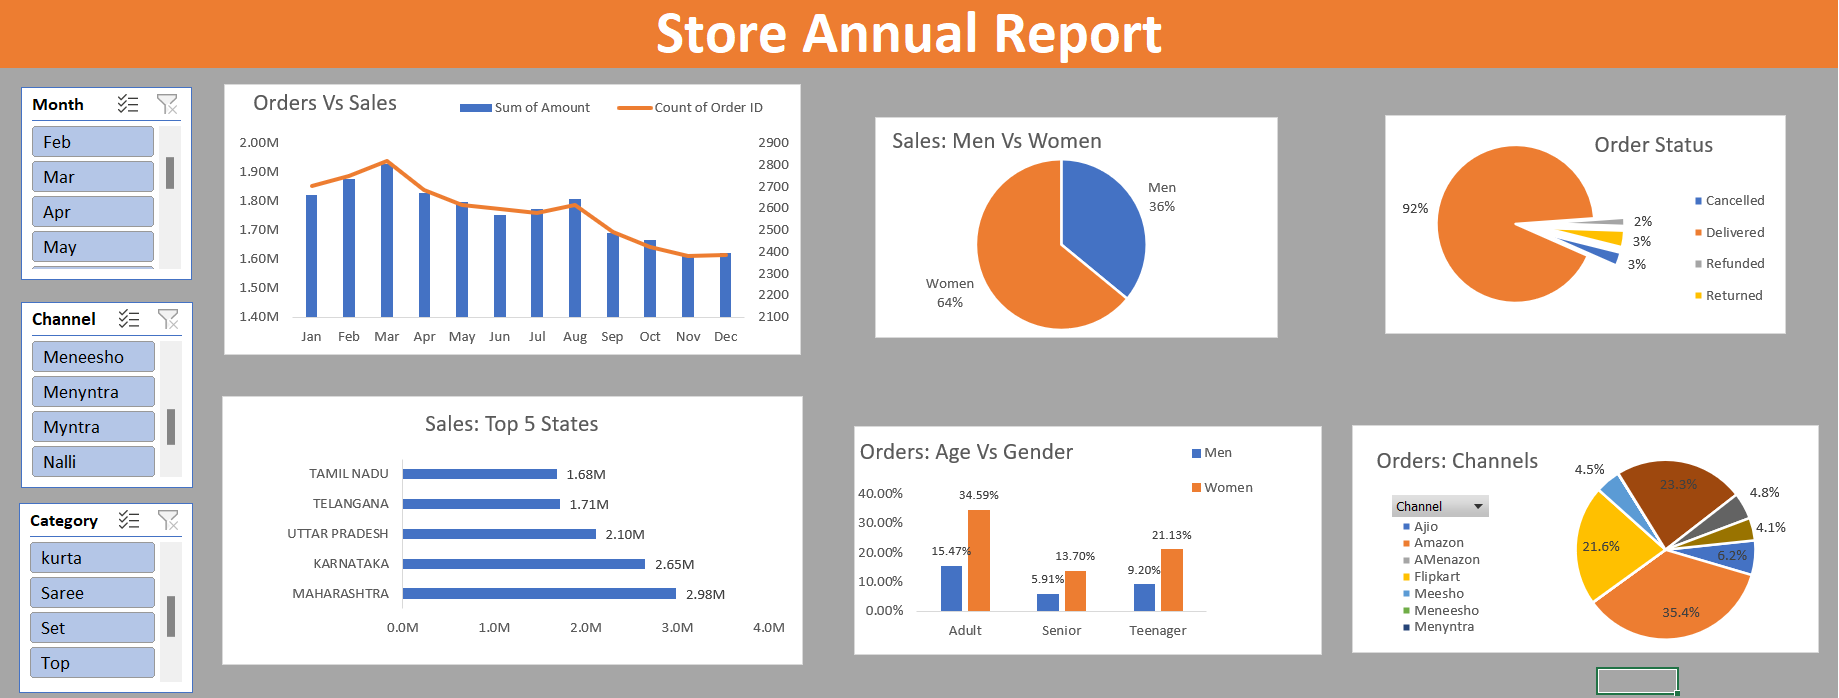 Store Annual Report
Month
Feb
Mar
Apr
May
Channel
Meneesho
Menyntra
Myntra
Nalli
Category
kurta
Saree
Set
Top
Orders Vs Sales
Sum of Amount
Count of Order ID
2.00M
1.90M
1.80M
1.70M
1.60M
1.50M
1.40M
2900
2800
2700
2600
2500
2400
2300
2200
2100
Jan Feb Mar Apr May Jun Jul Aug Sep Oct Nov Dec
Sales: Men Vs Women
Men
36%
Women
64%
Order Status
92%
2%
3%
3%
Cancelled
Delivered
Refunded
Returned
Sales: Top 5 States
TAMIL NADU 1.68M
TELANGANA 1.71M
UTTAR PRADESH 2.10M
KARNATAKA 2.65M
MAHARASHTRA 2.98M
0.0M 1.0M 2.0M 3.0M 4.0M
Orders: Age Vs Gender
Men
Women
40.00%
30.00%
20.00%
10.00%
0.00%
15.47%
34.59%
5.91%
13.70%
9.20%
21.13%
Adult Senior Teenager
Orders: Channels
Channel
Ajio
Amazon
AMenazon
Flipkart
Meesho
Meneesho
Menyntra
4.5%
23.3%
4.8%
4.1%
6.2%
21.6%
35.4%